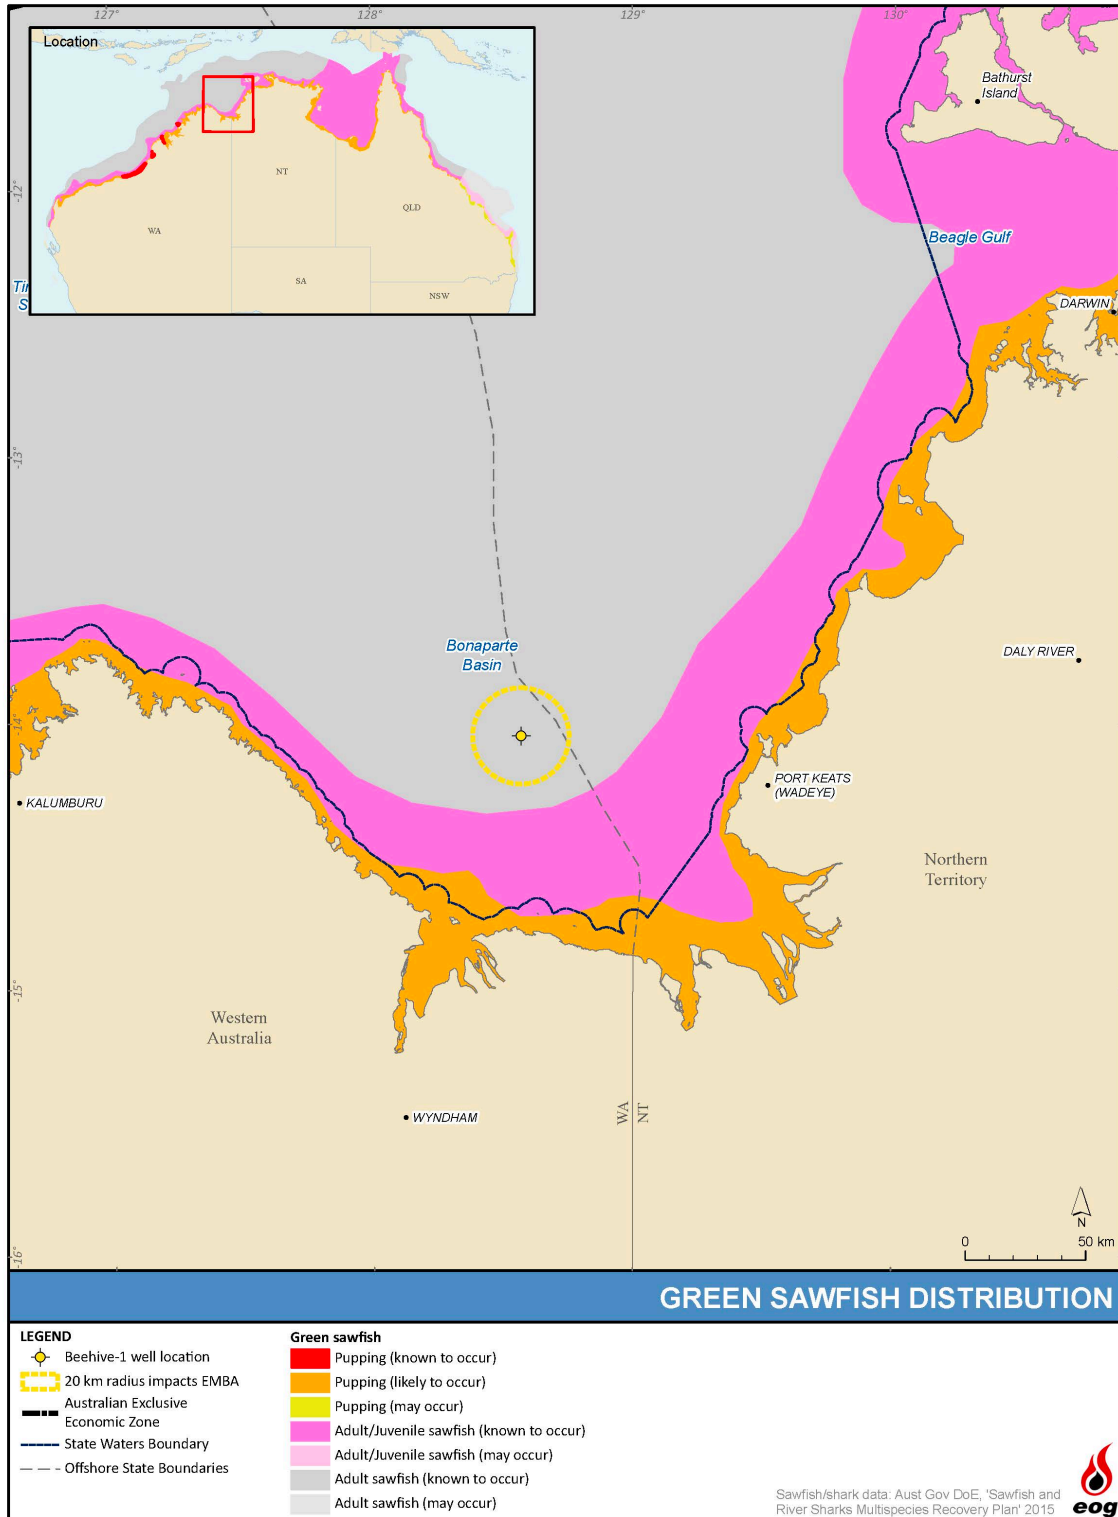 127°
128°
129°
130°
Location
NT
WA
QLD
SA
NSW
Bathurst
Island
-12°
Beagle Gulf
DARWIN
-13°
Bonaparte
Basin
DALY RIVER
-14°
PORT KEATS
(WADEYE)
KALUMBURU
Northern
Territory
-15°
Western
Australia
WYNDHAM
WA
NT
N
0
50 km
-16°
GREEN SAWFISH DISTRIBUTION
LEGEND
Beehive-1 well location
20 km radius impacts EMBA
Australian Exclusive
Economic Zone
State Waters Boundary
Offshore State Boundaries
Green sawfish
Pupping (known to occur)
Pupping (likely to occur)
Pupping (may occur)
Adult/Juvenile sawfish (known to occur)
Adult/Juvenile sawfish (may occur)
Adult sawfish (known to occur)
Adult sawfish (may occur)
Sawfish/shark data: Aust Gov DoE, 'Sawfish and
River Sharks Multispecies Recovery Plan' 2015
eog